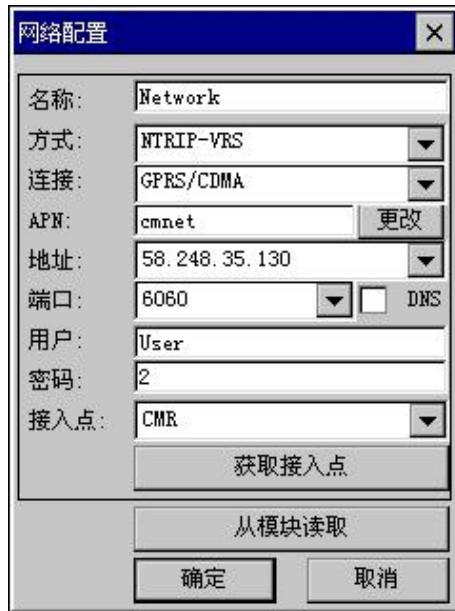 网络配置
名称: Network
方式: NTRIP-VRS
连接: GPRS/CDMA
APN: cmnet 更改
地址: 58.248.35.130
端口: 6060 DNS
用户: User
密码: 2
接入点: CMR
获取接入点
从模块读取
确定 取消